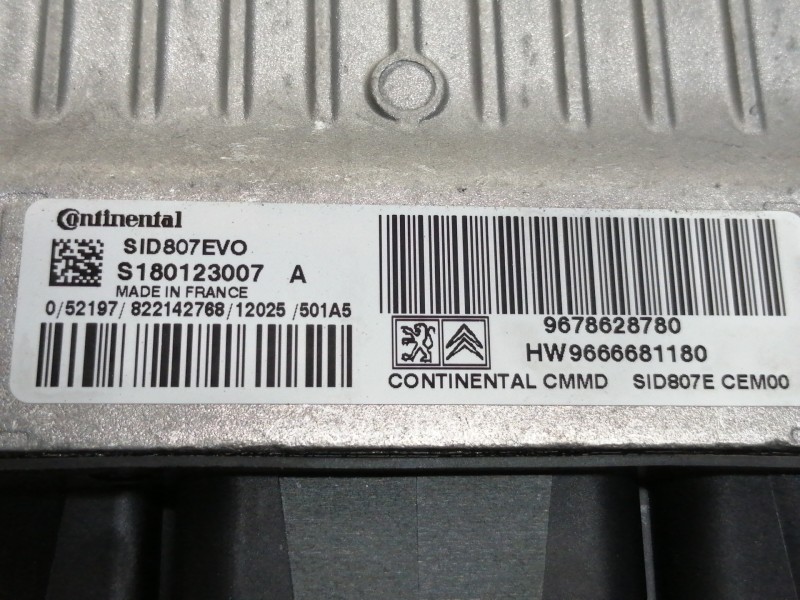 Continental
SID807EVO
S180123007 A
MADE IN FRANCE
0/52197/822142768/12025/501A5
9678628780
HW9666681180
CONTINENTAL CMMD SID807E CEM00